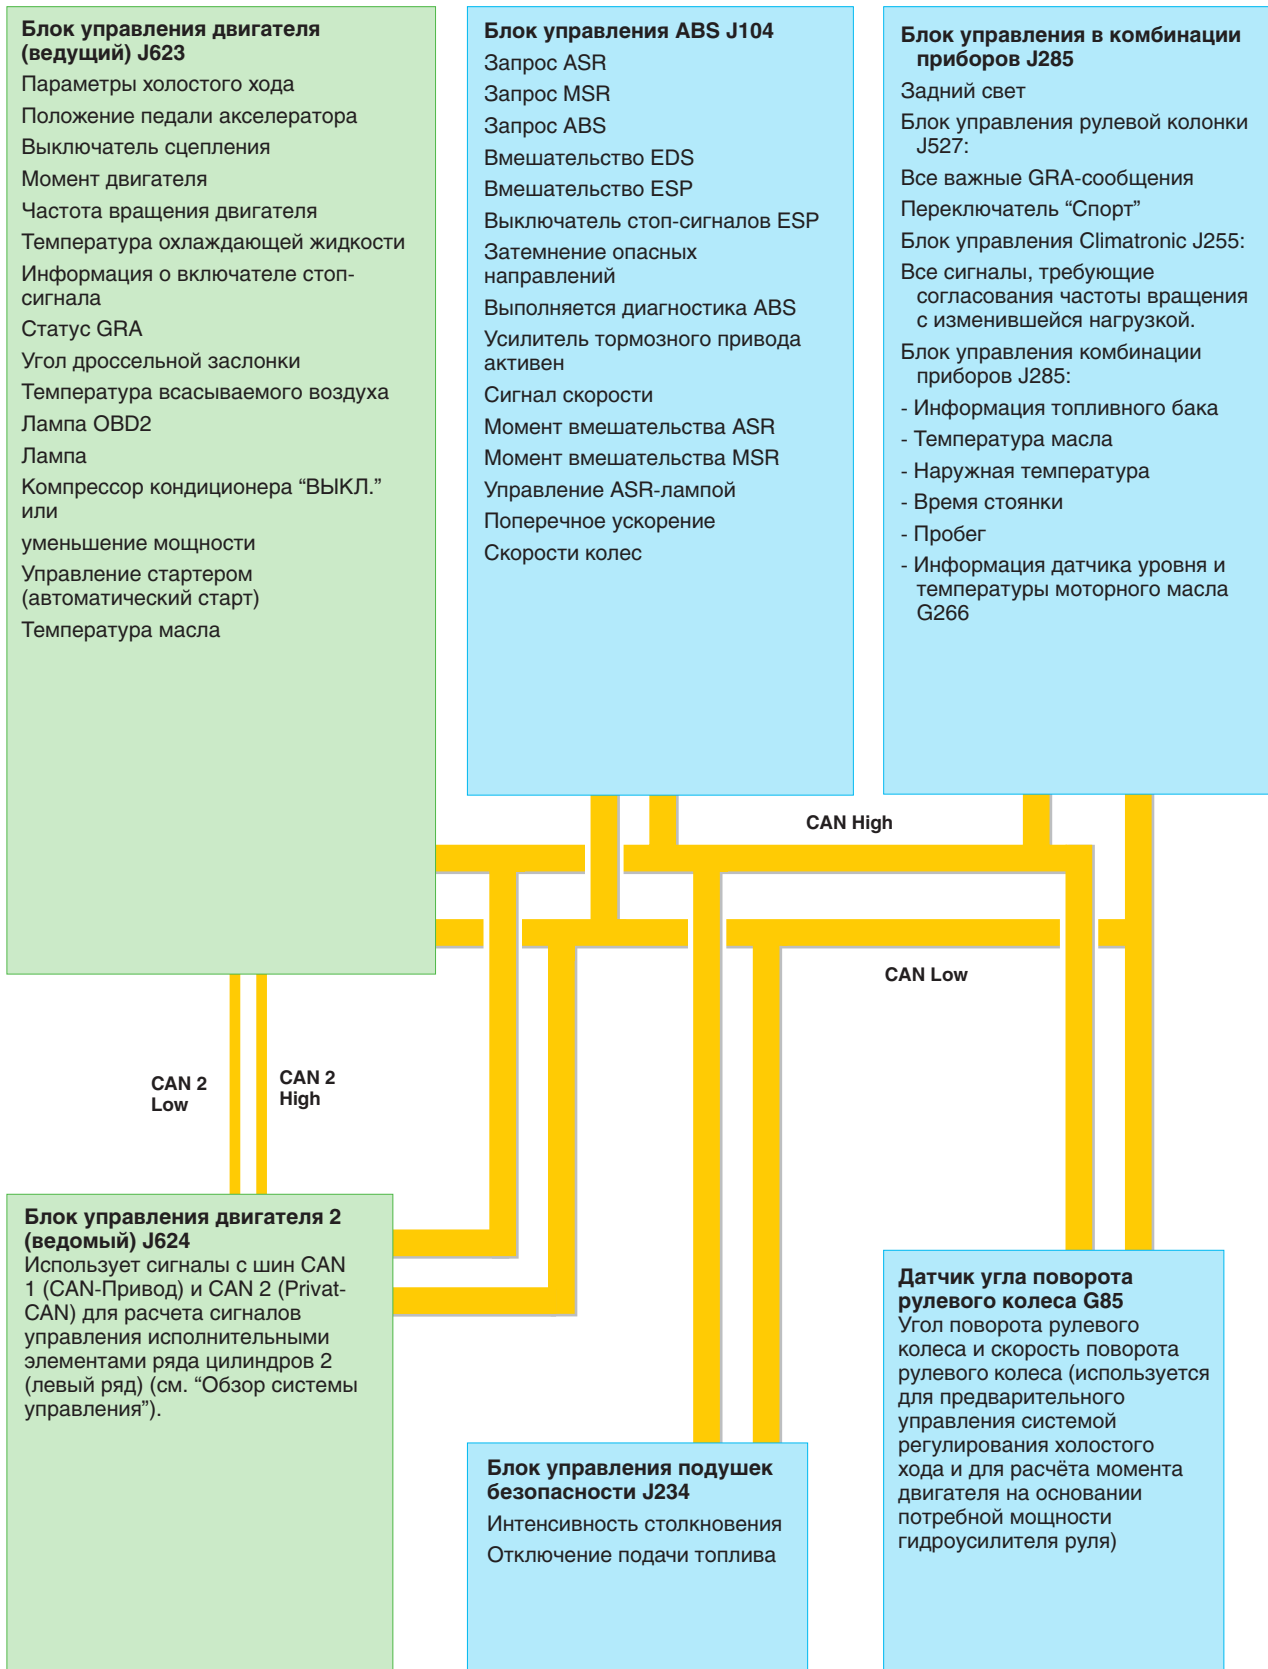 Блок управления двигателя
(ведущий) J623
Параметры холостого хода
Положение педали акселератора
Выключатель сцепления
Момент двигателя
Частота вращения двигателя
Температура охлаждающей жидкости
Информация о включателе стоп-
сигнала
Статус GRA
Угол дроссельной заслонки
Температура всасываемого воздуха
Лампа OBD2
Лампа
Компрессор кондиционера “ВЫКЛ.”
или
уменьшение мощности
Управление стартером
(автоматический старт)
Температура масла
Блок управления ABS J104
Запрос ASR
Запрос MSR
Запрос ABS
Вмешательство EDS
Вмешательство ESP
Выключатель стоп-сигналов ESP
Затемнение опасных
направлений
Выполняется диагностика ABS
Усилитель тормозного привода
активен
Сигнал скорости
Момент вмешательства ASR
Момент вмешательства MSR
Управление ASR-лампой
Поперечное ускорение
Скорости колес
Блок управления в комбинации
приборов J285
Задний свет
Блок управления рулевой колонки
J527:
Все важные GRA-сообщения
Переключатель “Спорт”
Блок управления Climatronic J255:
Все сигналы, требующие
согласования частоты вращения
с изменившейся нагрузкой.
Блок управления комбинации
приборов J285:
- Информация топливного бака
- Температура масла
- Наружная температура
- Время стоянки
- Пробег
- Информация датчика уровня и
температуры моторного масла
G266
CAN High
CAN Low
CAN 2
Low
CAN 2
High
Блок управления двигателя 2
(ведомый) J624
Использует сигналы с шин CAN
1 (CAN-Привод) и CAN 2 (Privat-
CAN) для расчета сигналов
управления исполнительными
элементами ряда цилиндров 2
(левый ряд) (см. “Обзор системы
управления”).
Блок управления подушек
безопасности J234
Интенсивность столкновения
Отключение подачи топлива
Датчик угла поворота
рулевого колеса G85
Угол поворота рулевого
колеса и скорость поворота
рулевого колеса (используется
для предварительного
управления системой
регулирования холостого
хода и для расчёта момента
двигателя на основании
потребной мощности
гидроусилителя руля)